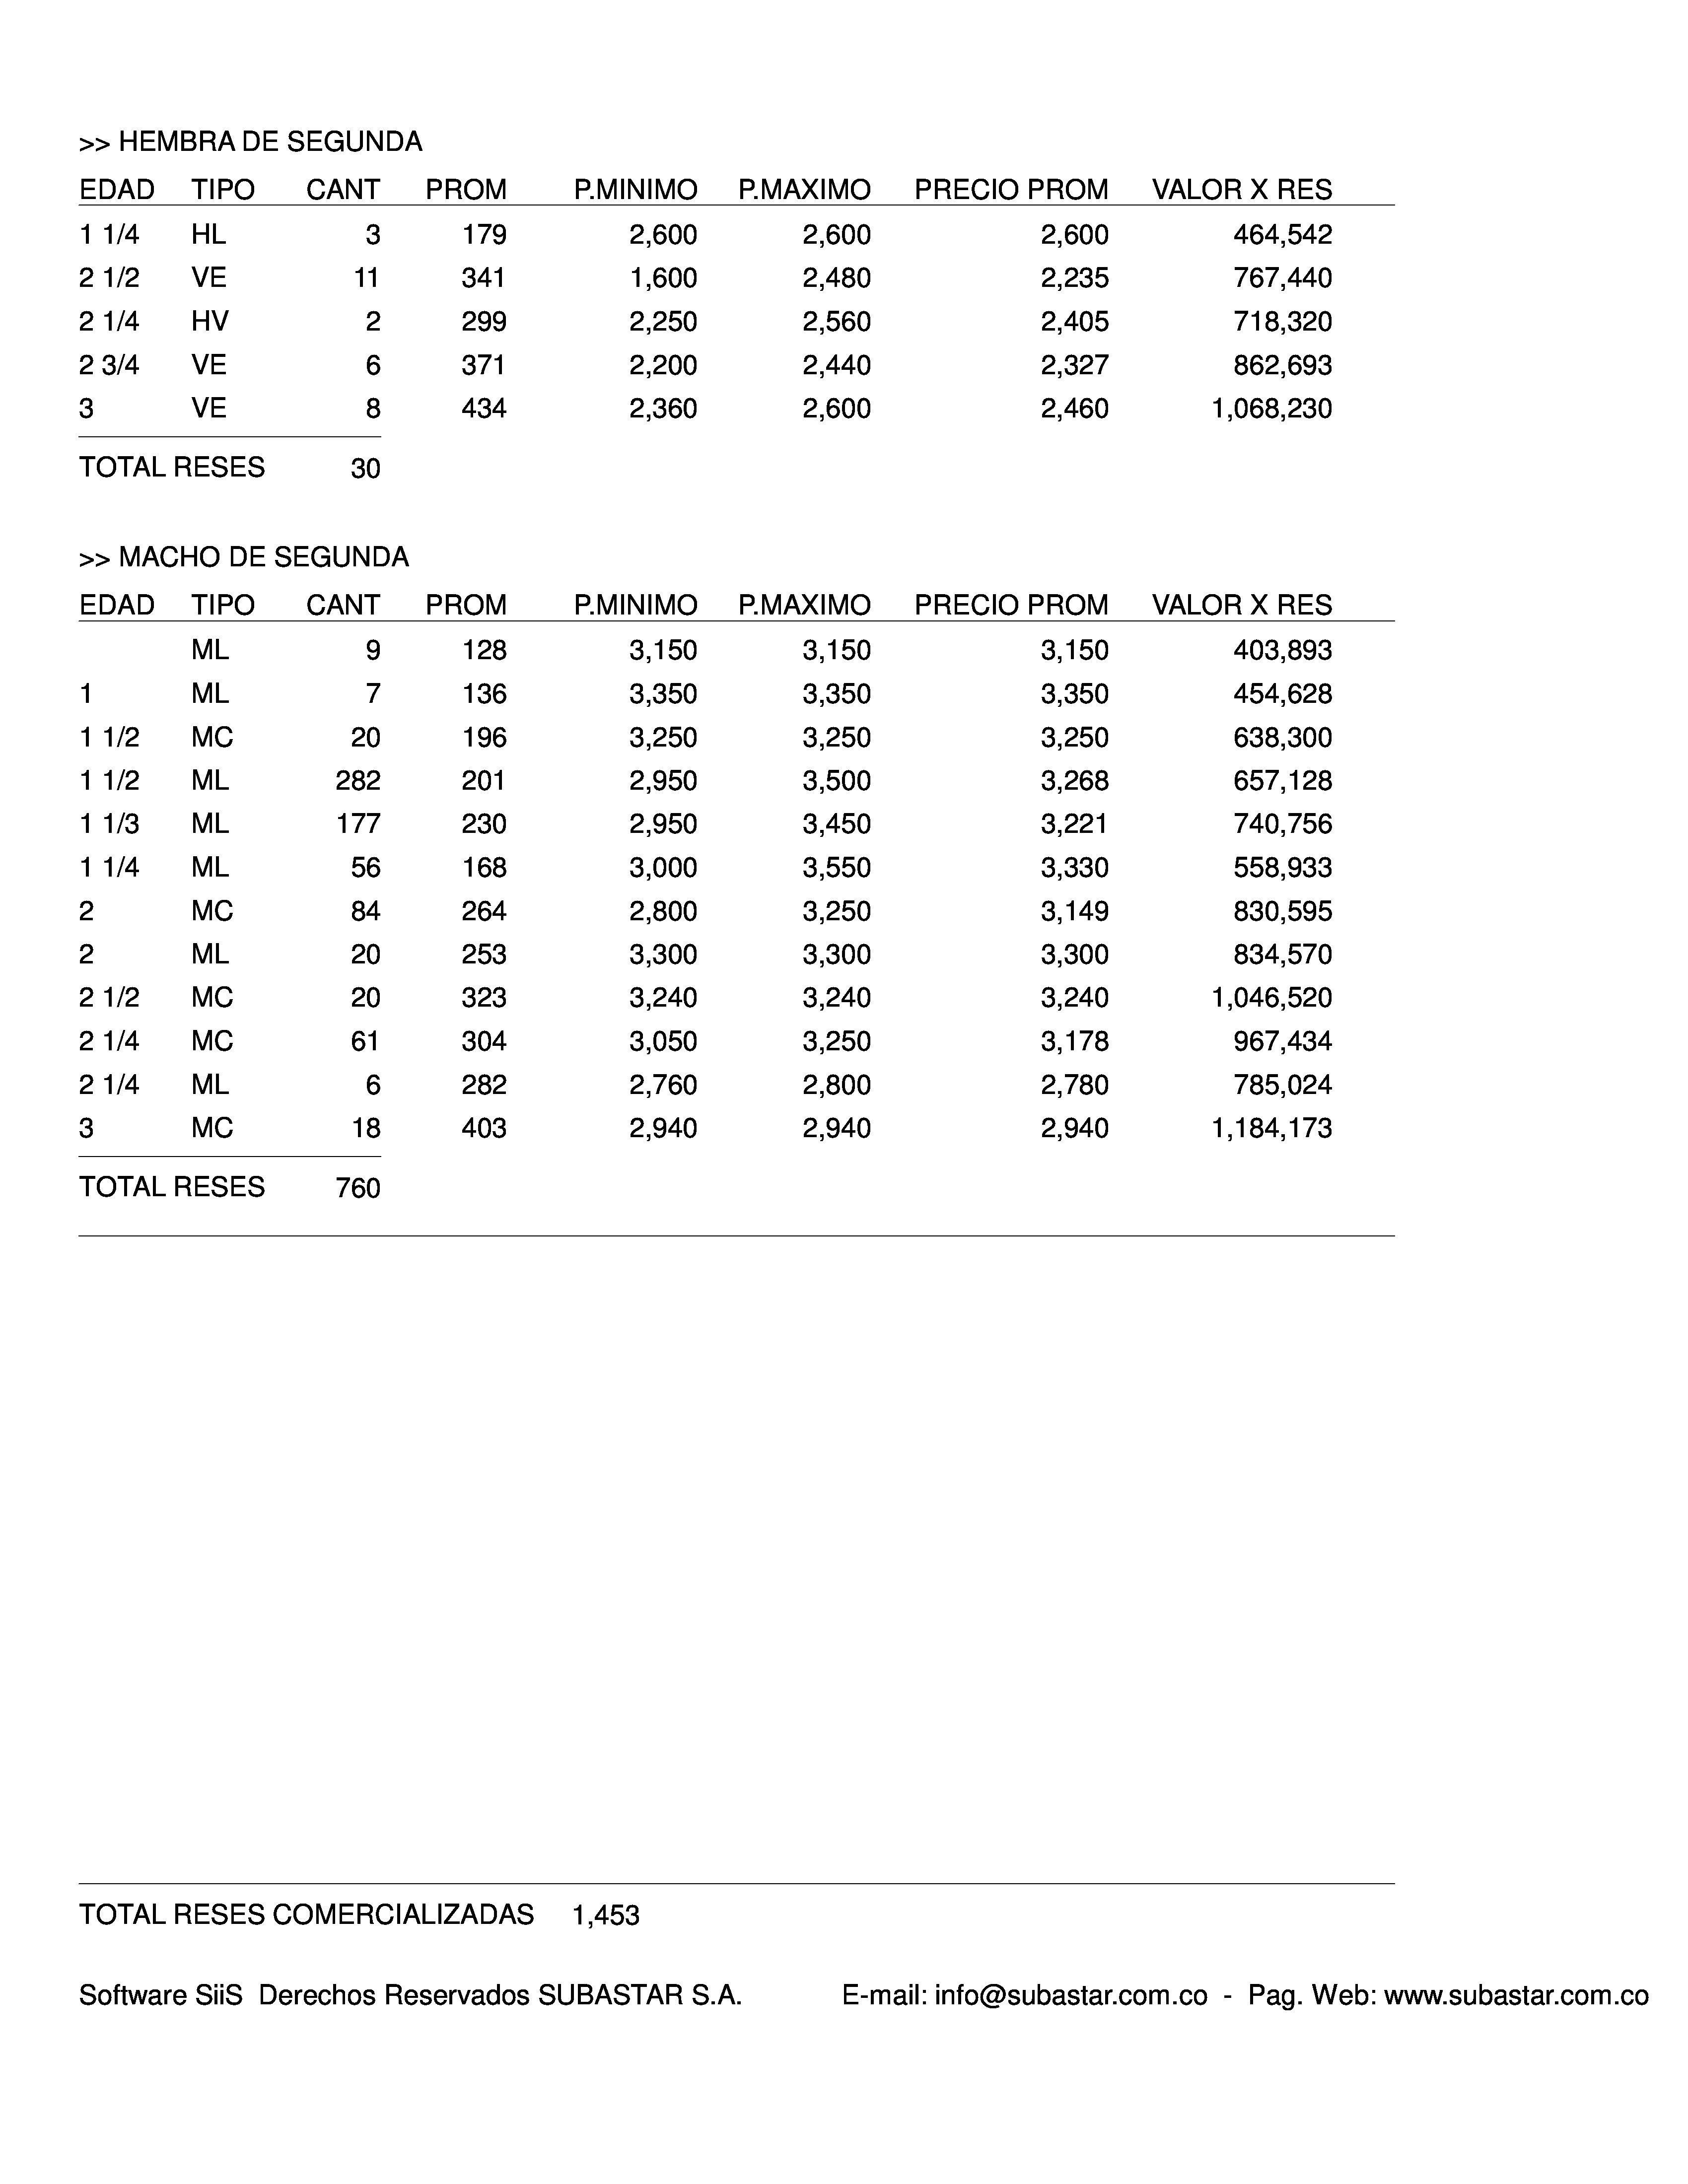 >> HEMBRA DE SEGUNDA
EDAD TIPO CANT PROM P.MINIMO P.MAXIMO PRECIO PROM VALOR X RES
1 1/4 HL 3 179 2,600 2,600 2,600 464,542
2 1/2 VE 11 341 1,600 2,480 2,235 767,440
2 1/4 HV 2 299 2,250 2,560 2,405 718,320
2 3/4 VE 6 371 2,200 2,440 2,327 862,693
3 VE 8 434 2,360 2,600 2,460 1,068,230
TOTAL RESES 30
>> MACHO DE SEGUNDA
EDAD TIPO CANT PROM P.MINIMO P.MAXIMO PRECIO PROM VALOR X RES
ML 9 128 3,150 3,150 3,150 403,893
1 ML 7 136 3,350 3,350 3,350 454,628
1 1/2 MC 20 196 3,250 3,250 3,250 638,300
1 1/2 ML 282 201 2,950 3,500 3,268 657,128
1 1/3 ML 177 230 2,950 3,450 3,221 740,756
1 1/4 ML 56 168 3,000 3,550 3,330 558,933
2 MC 84 264 2,800 3,250 3,149 830,595
2 ML 20 253 3,300 3,300 3,300 834,570
2 1/2 MC 20 323 3,240 3,240 3,240 1,046,520
2 1/4 MC 61 304 3,050 3,250 3,178 967,434
2 1/4 ML 6 282 2,760 2,800 2,780 785,024
3 MC 18 403 2,940 2,940 2,940 1,184,173
TOTAL RESES 760
TOTAL RESES COMERCIALIZADAS 1,453
Software SiiS Derechos Reservados SUBASTAR S.A. E-mail: info@subastar.com.co - Pag. Web: www.subastar.com.co